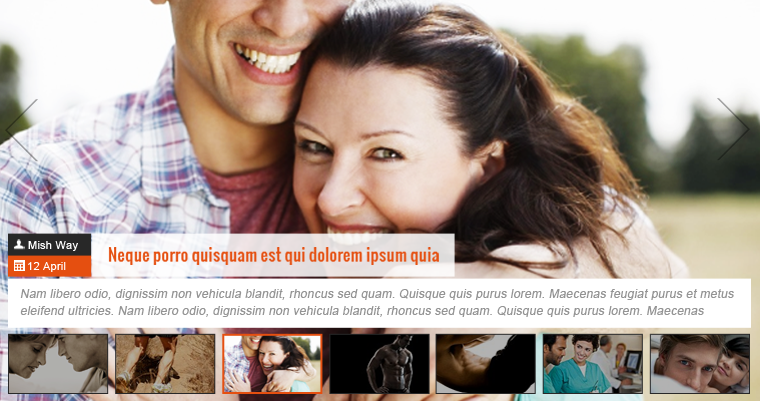 Mish Way
12 April
Neque porro quisquam est qui dolorem ipsum quia
Nam libero odio, dignissim non vehicula blandit, rhoncus sed quam. Quisque quis purus lorem. Maecenas feugiat purus et metus
eleifend ultricies. Nam libero odio, dignissim non vehicula blandit, rhoncus sed quam. Quisque quis purus lorem. Maecenas